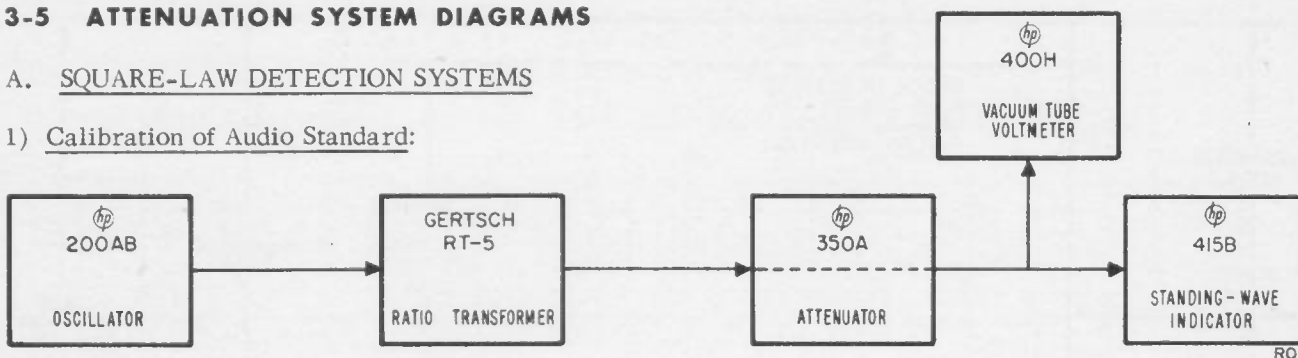 3-5 ATTENUATION SYSTEM DIAGRAMS
A. SQUARE-LAW DETECTION SYSTEMS
1) Calibration of Audio Standard:
hp
400H
VACUUM TUBE
VOLTMETER
hp
200AB
OSCILLATOR
GERTSCH
RT-5
RATIO TRANSFORMER
hp
350A
ATTENUATOR
hp
415B
STANDING-WAVE
INDICATOR